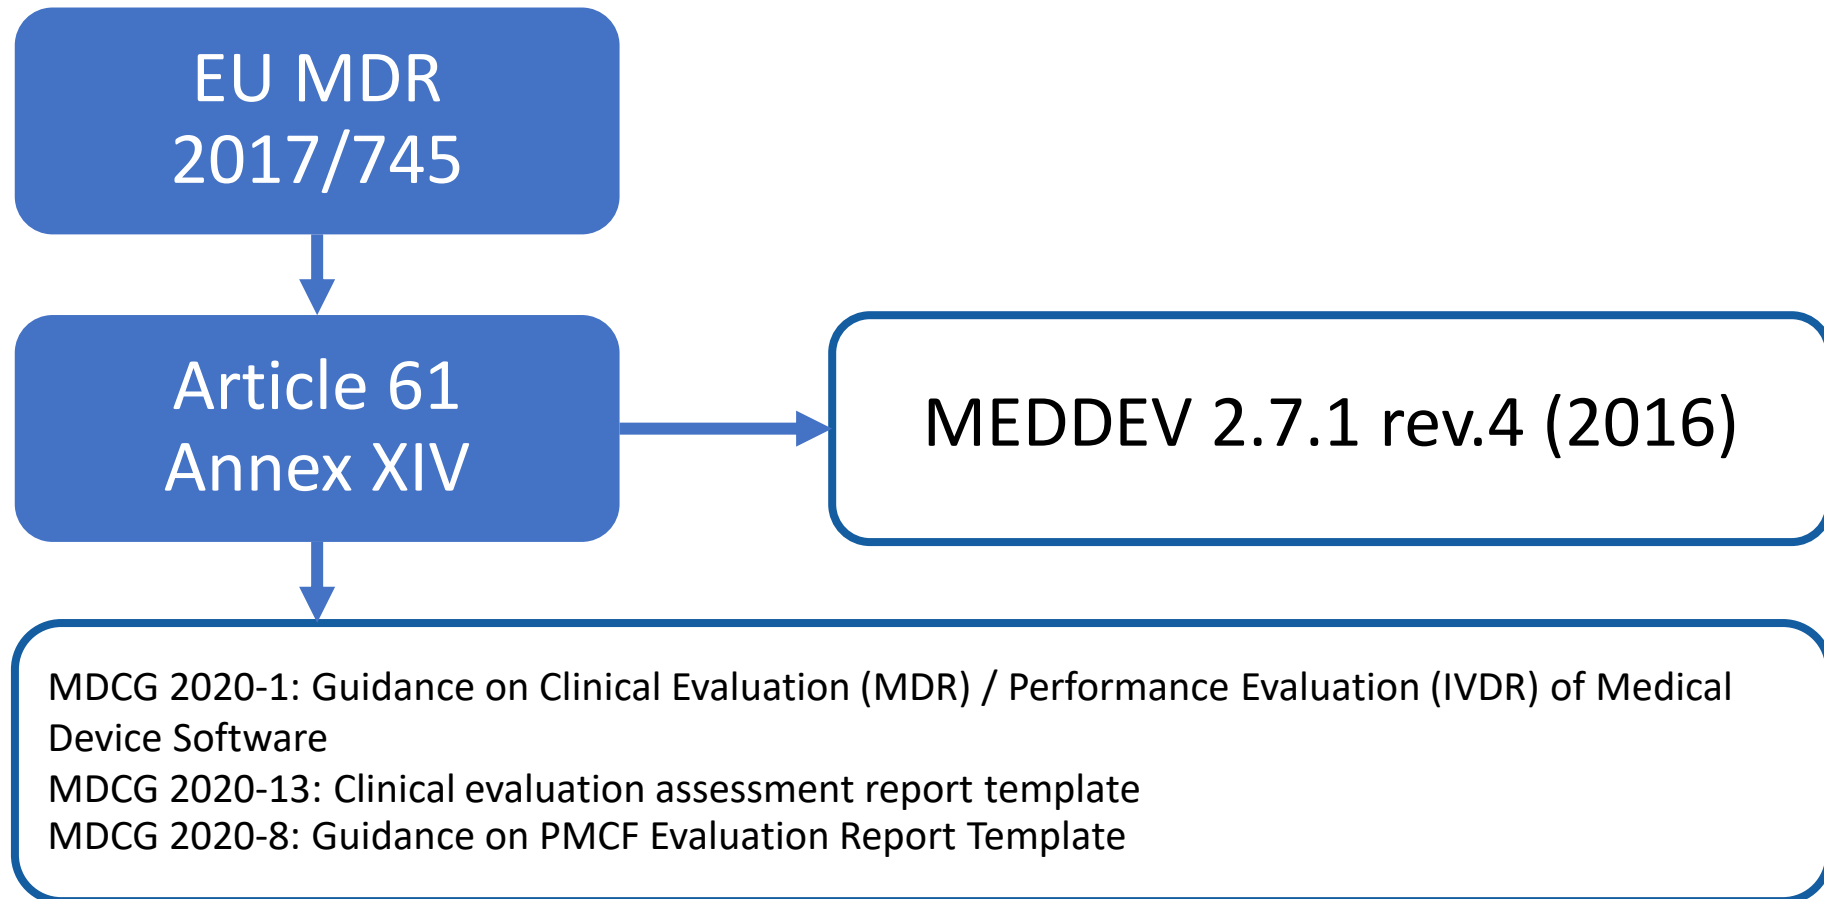 EU MDR
2017/745
Article 61
Annex XIV
MEDDEV 2.7.1 rev.4 (2016)
MDCG 2020-1: Guidance on Clinical Evaluation (MDR) / Performance Evaluation (IVDR) of Medical
Device Software
MDCG 2020-13: Clinical evaluation assessment report template
MDCG 2020-8: Guidance on PMCF Evaluation Report Template